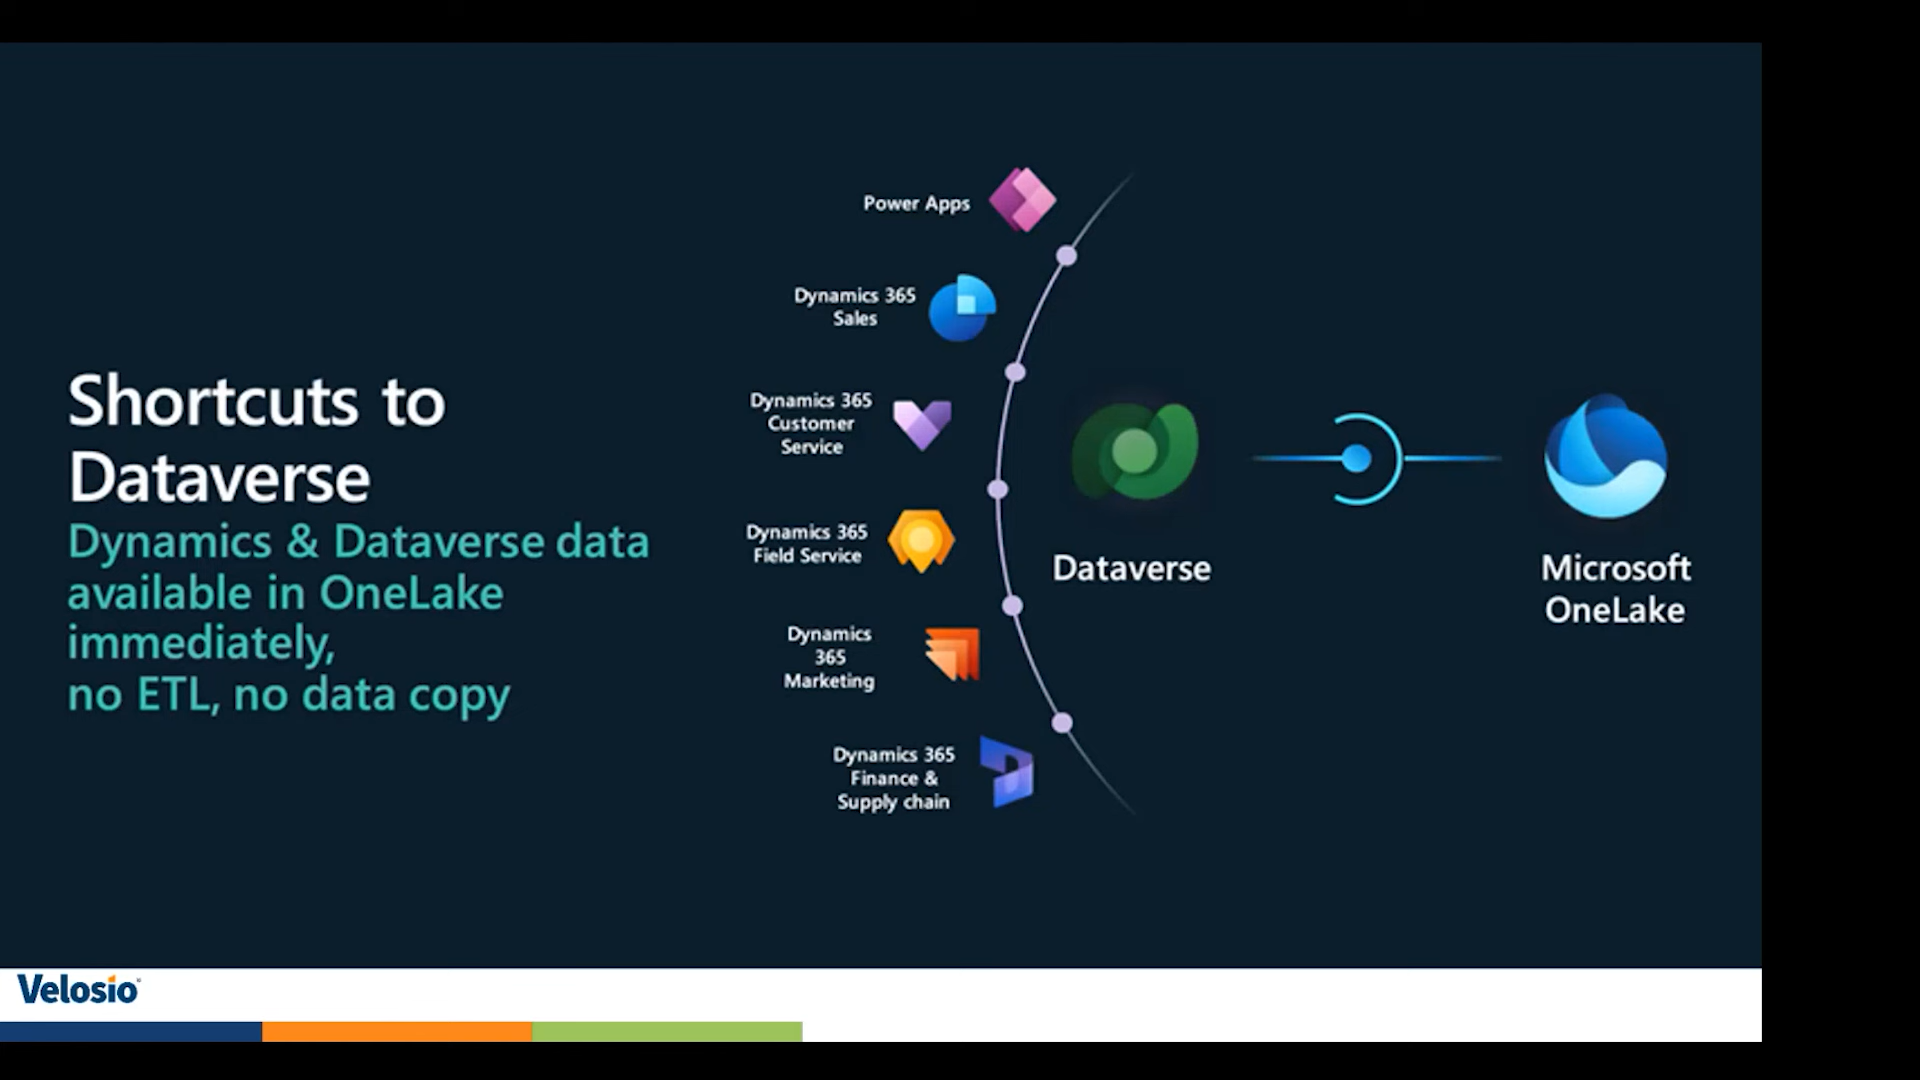 Shortcuts to
Dataverse
Dynamics & Dataverse data
available in OneLake
immediately,
no ETL, no data copy
Power Apps
Dynamics 365
Sales
Dynamics 365
Customer
Service
Dynamics 365
Field Service
Dynamics
365
Marketing
Dynamics 365
Finance &
Supply chain
Dataverse
Microsoft
OneLake
Velosio